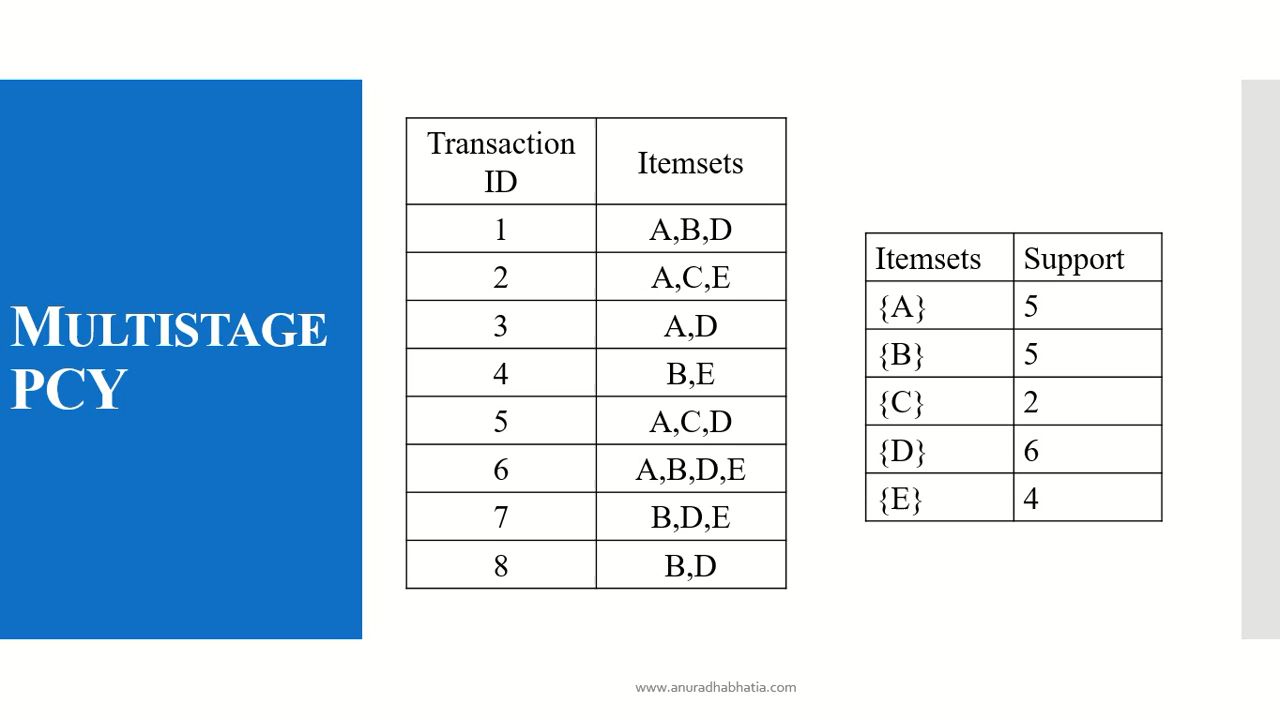 MULTISTAGE
PCY
Transaction
ID
Itemsets
1
A,B,D
2
A,C,E
3
A,D
4
B,E
5
A,C,D
6
A,B,D,E
7
B,D,E
8
B,D
Itemsets
Support
{A}
5
{B}
5
{C}
2
{D}
6
{E}
4
www.anuradhabhatia.com